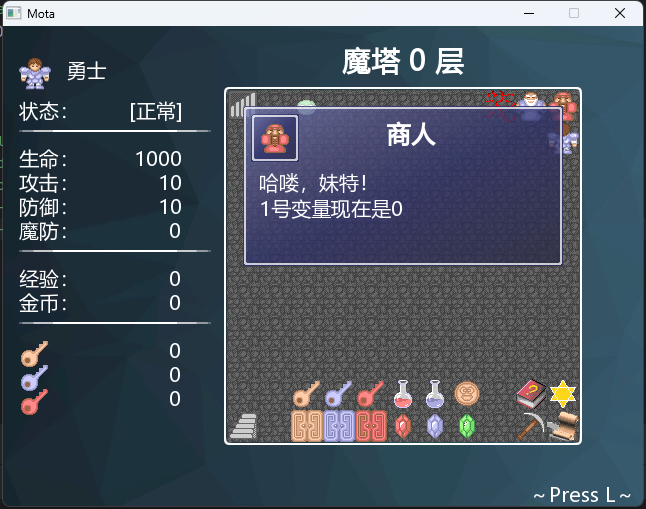 Mota
勇士
状态： [正常]
生命： 1000
攻击： 10
防御： 10
魔防： 0
经验： 0
金币： 0
0
0
0
魔塔 0 层
商人
哈喽，妹特！
1号变量现在是0
～Press L～